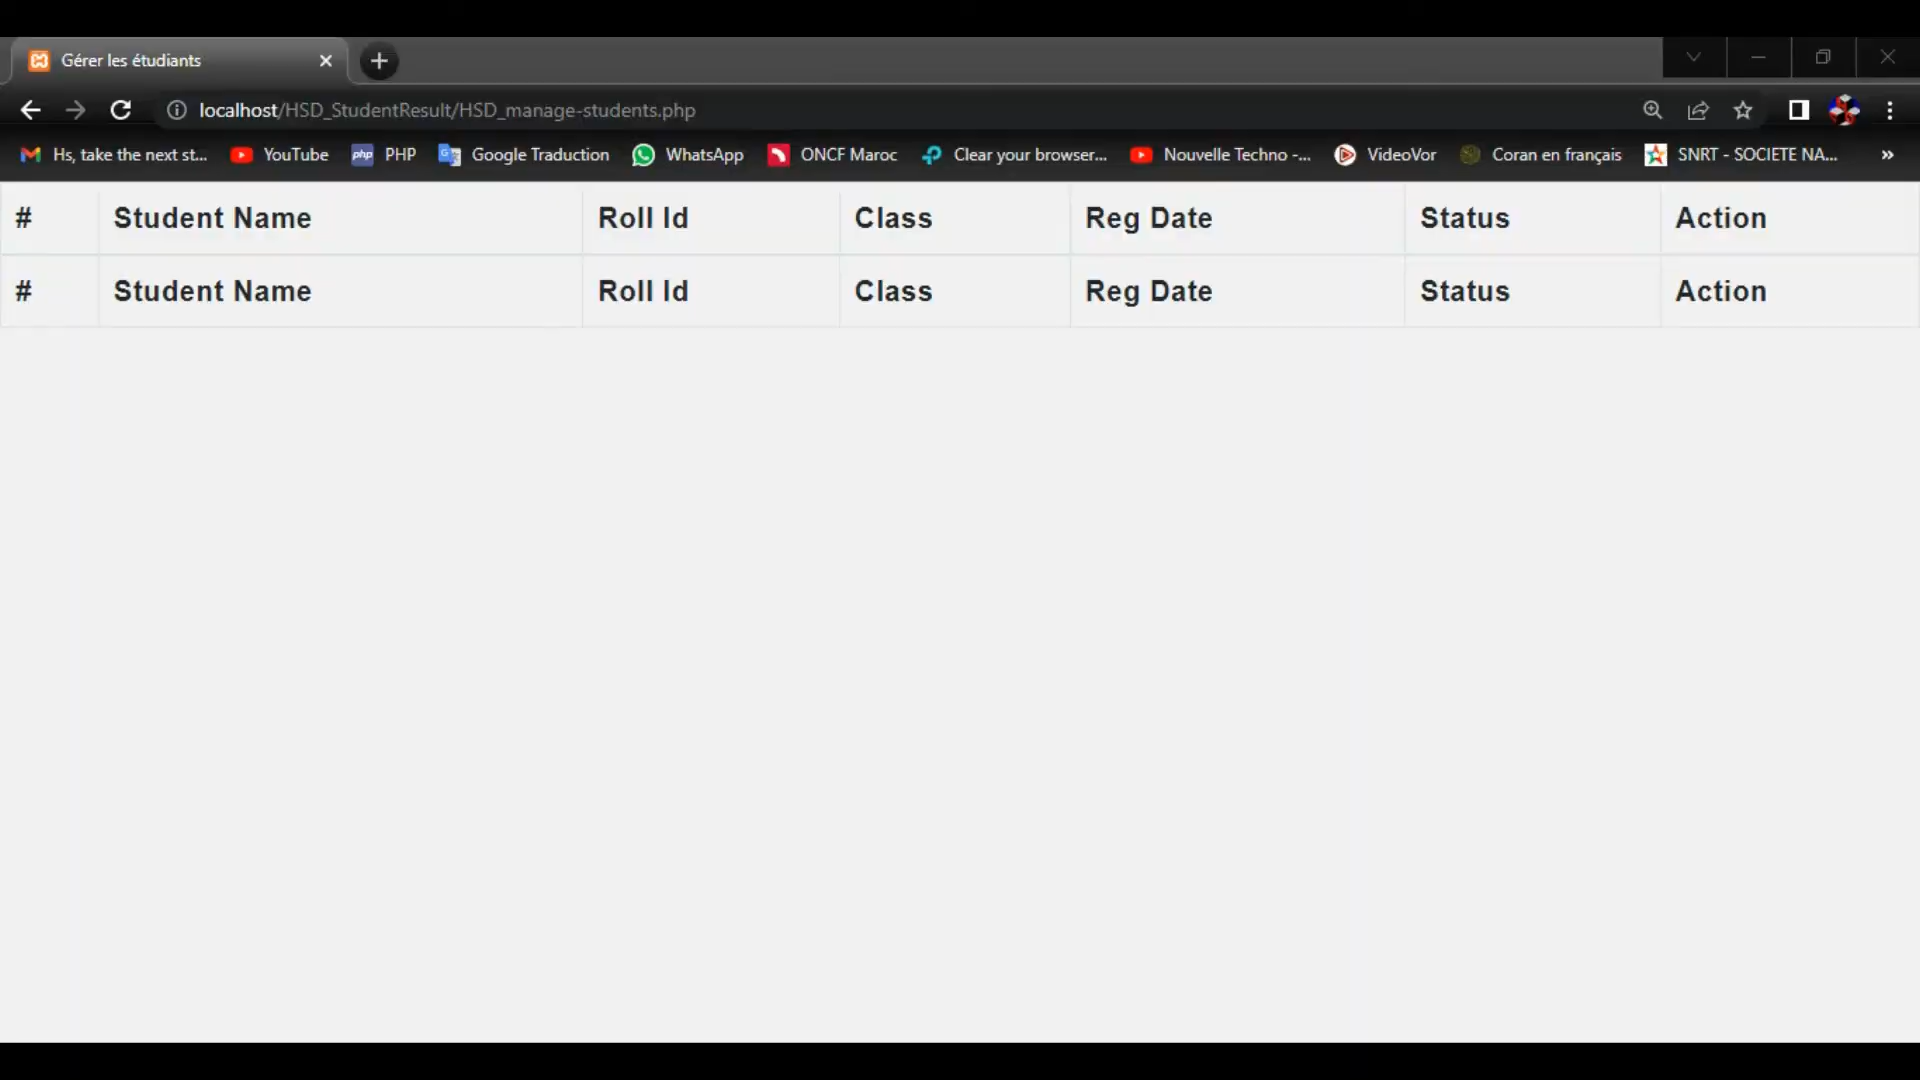 Gérer les étudiants
localhost/HSD_StudentResult/HSD_manage-students.php
Hs, take the next st... YouTube php PHP Google Traduction WhatsApp ONCF Maroc Clear your browser... Nouvelle Techno -... VideoVor Coran en français SNRT - SOCIETE NA... »
# Student Name Roll Id Class Reg Date Status Action
# Student Name Roll Id Class Reg Date Status Action